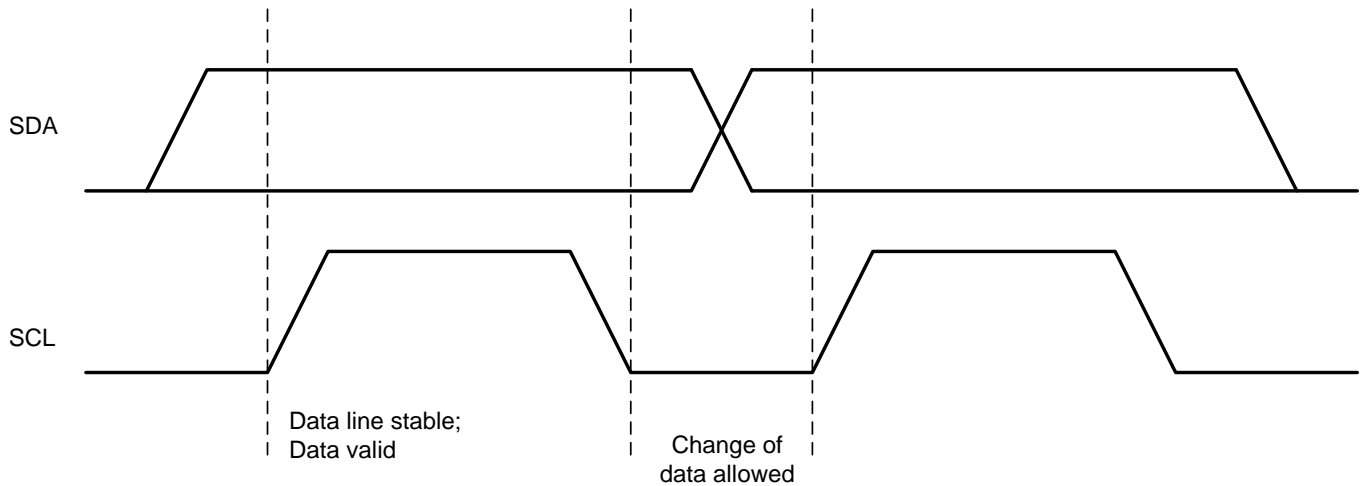 SDA
SCL
Data line stable;
Data valid
Change of
data allowed